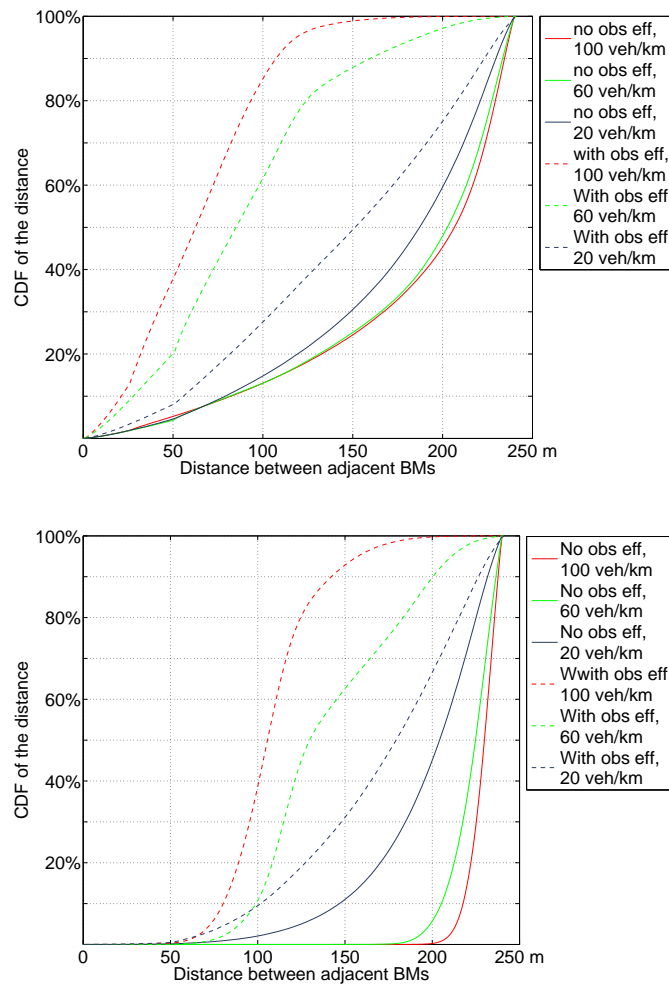 100%
80%
60%
40%
20%
CDF of the distance
0
50
100
150
200
250 m
Distance between adjacent BMs
no obs eff,
100 veh/km
no obs eff,
60 veh/km
no obs eff,
20 veh/km
with obs eff,
100 veh/km
With obs eff
60 veh/km
With obs eff
20 veh/km
100%
80%
60%
40%
20%
CDF of the distance
0
50
100
150
200
250 m
Distance between adjacent BMs
No obs eff,
100 veh/km
No obs eff,
60 veh/km
No obs eff,
20 veh/km
Wwith obs eff
100 veh/km
With obs eff,
60 veh/km
With obs eff,
20 veh/km